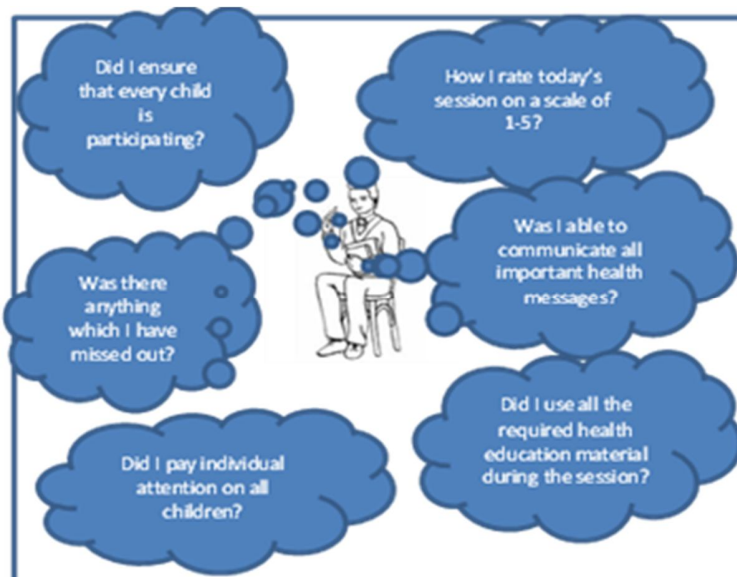 Did I ensure
that every child
is
participating?
How I rate today's
session on a scale of
1-5?
Was there
anything
which I have
missed out?
Was I able to
communicate all
important health
messages?
Did I pay individual
attention on all
children?
Did I use all the
required health
education material
during the session?